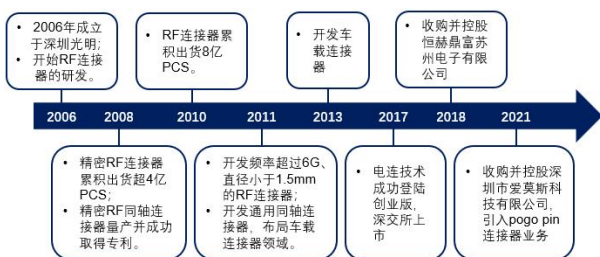 2006年成立
于深圳光明;
开始RF连接
器的研发。
RF连接器累
积出货8亿
PCS。
开发车载连接
器
收购并控股
恒赫鼎富苏
州电子有限
公司
2006 2008 2010 2011 2013 2017 2018 2021
精密RF连接器
累积出货超4亿
PCS;
精密RF同轴连
接器量产并成功
取得专利。
开发频率超过6G、
直径小于1.5mm
的RF连接器;
开发通用同轴连
接器，布局车载
连接器领域。
电连技术
成功登陆
创业版，
深交所上
市
收购并控股深圳
市爱莫斯科
技有限公司，
引入pogo pin
连接器业务